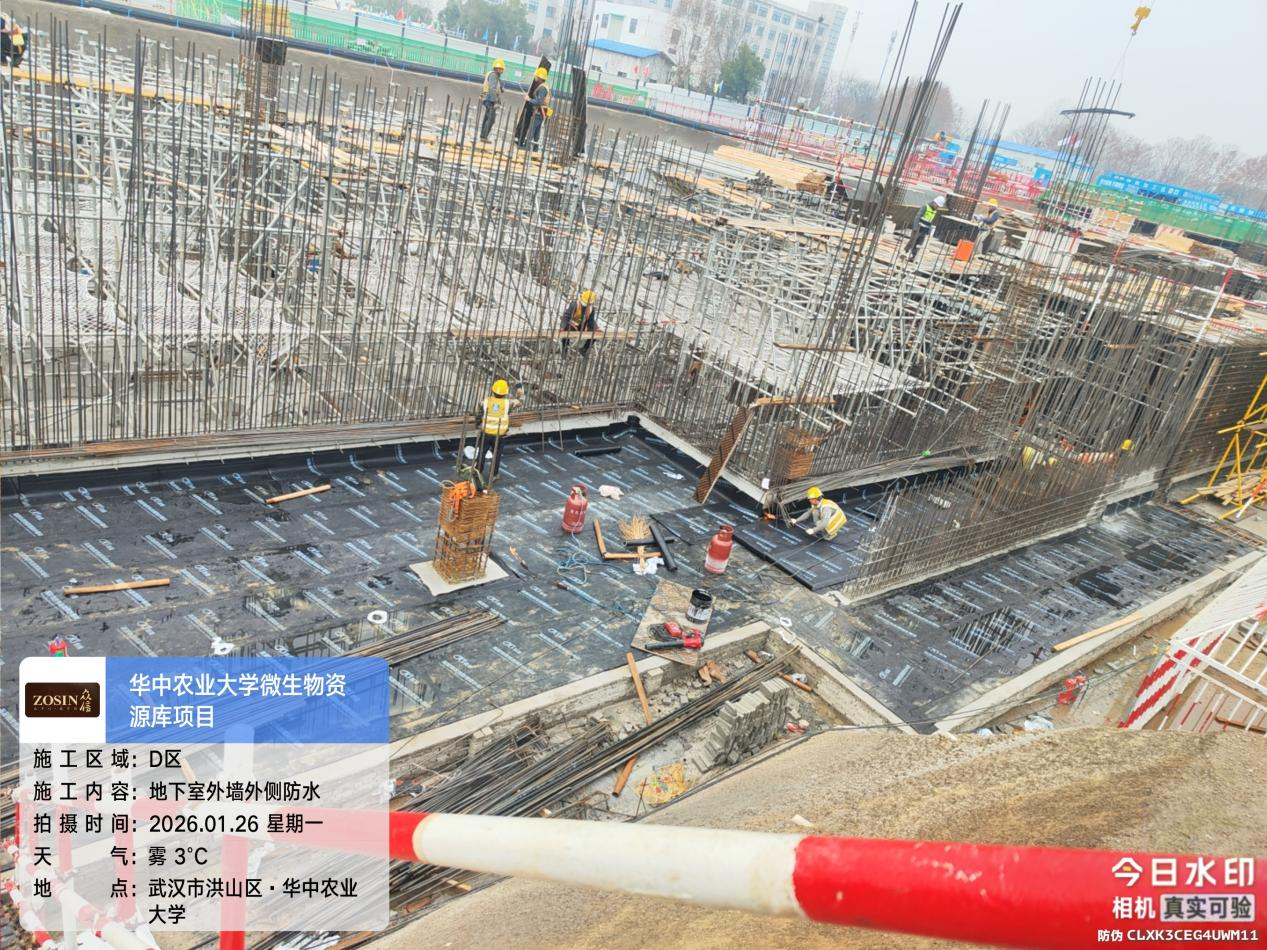 ZOSIN 众信
华中农业大学微生物资
源库项目
施工区域：D区
施工内容：地下室外墙外侧防水
拍摄时间：2026.01.26 星期一
天气：雾 3℃
地点：武汉市洪山区·华中农业
大学
今日水印
相机 真实可验
防伪 CLXK3CEG4UWM11